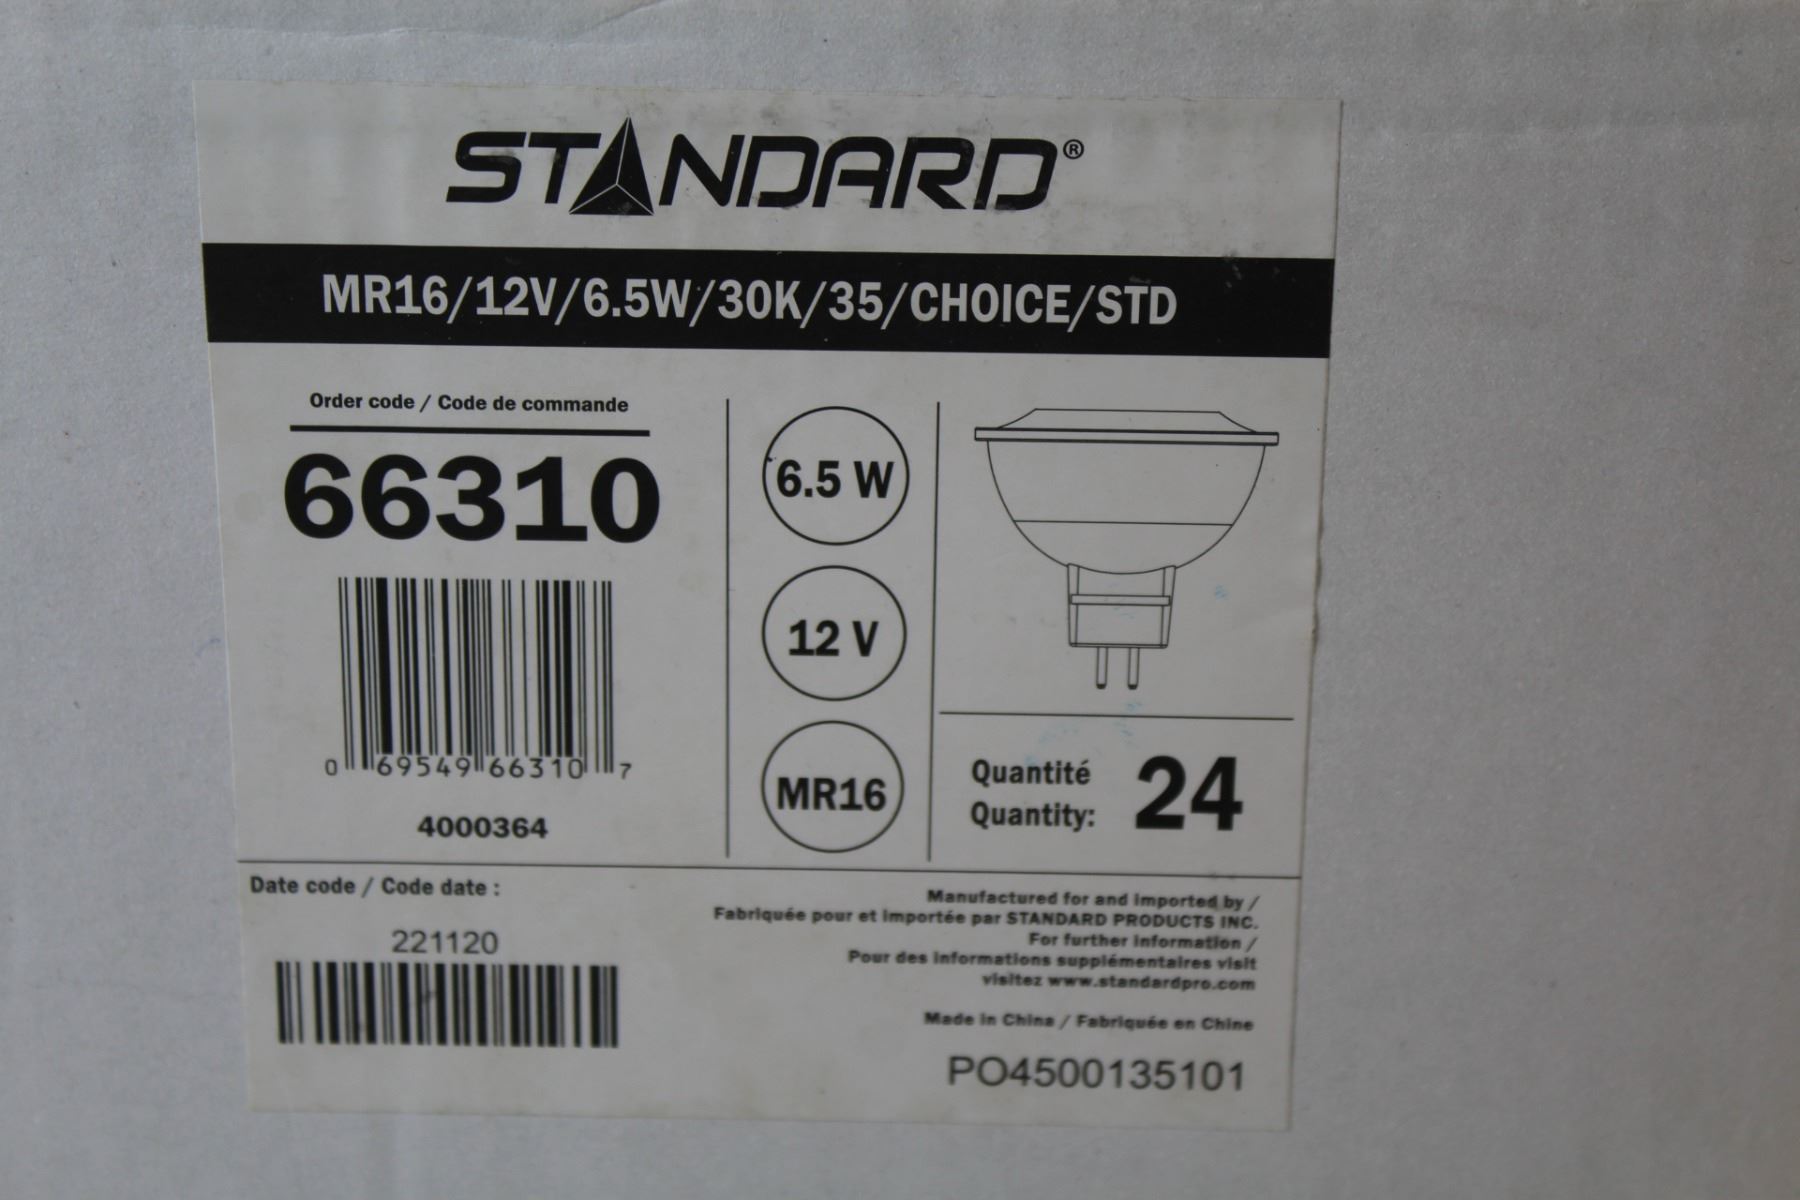 STANDARD®
MR16/12V/6.5W/30K/35/CHOICE/STD
Order code / Code de commande
66310
0 69549 66310 7
4000364
6.5 W
12 V
MR16
Quantité
Quantity: 24
Date code / Code date :
221120
Manufactured for and imported by /
Fabriquée pour et importée par STANDARD PRODUCTS INC.
For further information /
Pour des informations supplémentaires visit
visitez www.standardpro.com
Made in China / Fabriquée en Chine
PO4500135101